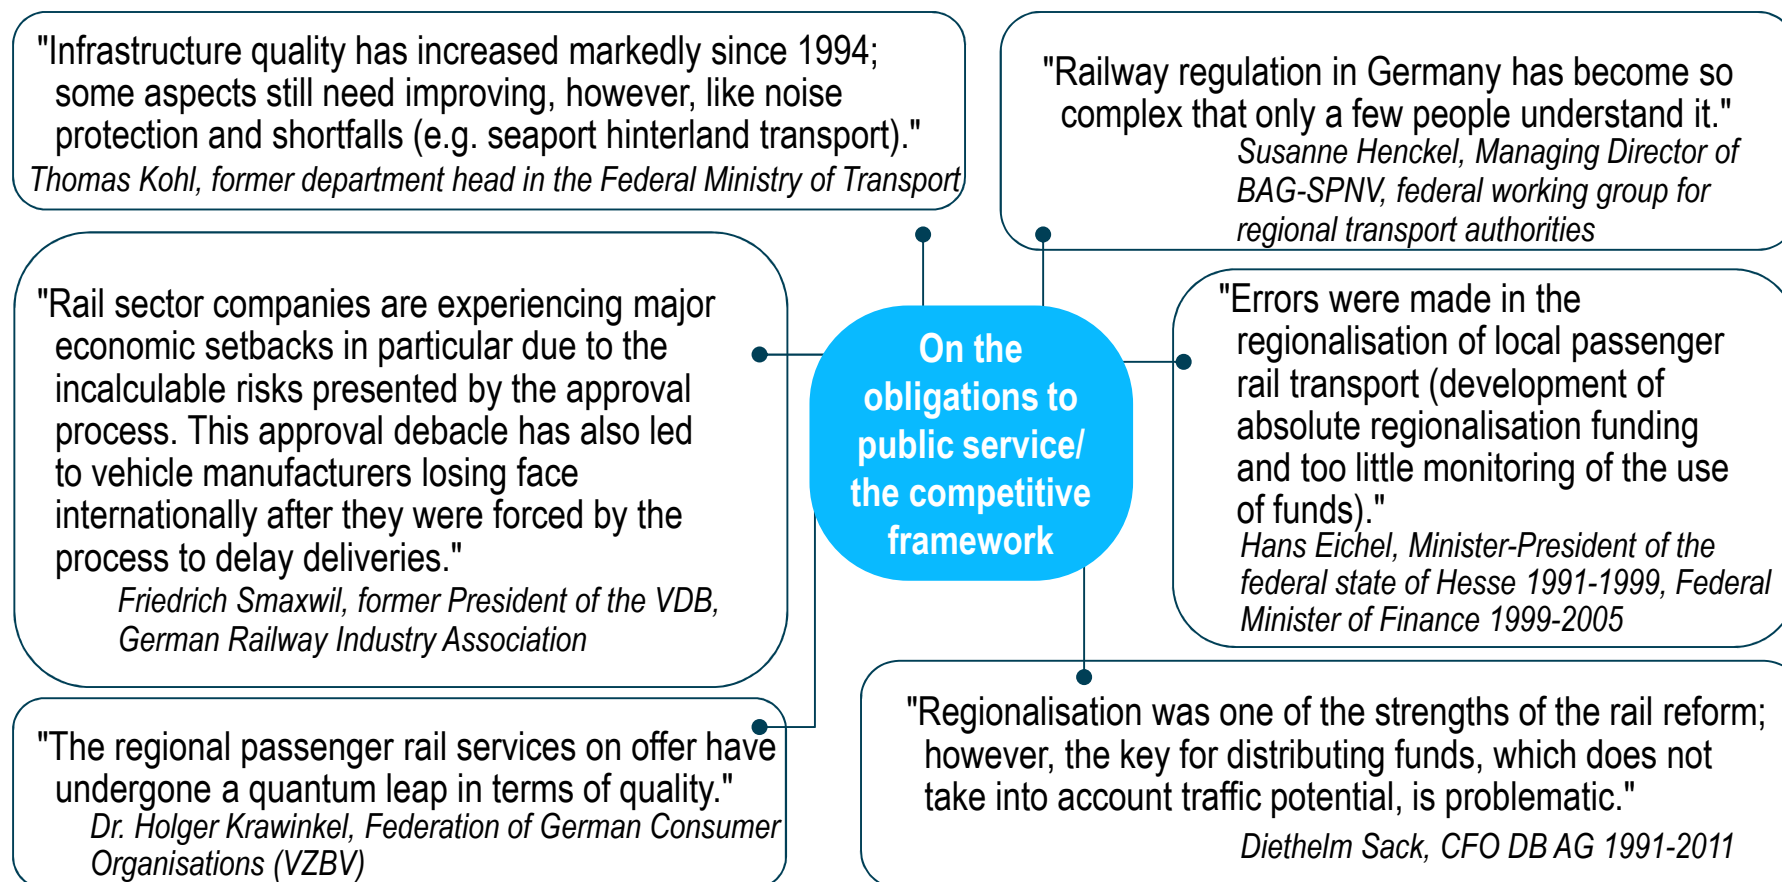 "Infrastructure quality has increased markedly since 1994;
some aspects still need improving, however, like noise
protection and shortfalls (e.g. seaport hinterland transport)."
Thomas Kohl, former department head in the Federal Ministry of Transport
"Railway regulation in Germany has become so
complex that only a few people understand it."
Susanne Henckel, Managing Director of
BAG-SPNV, federal working group for
regional transport authorities
"Rail sector companies are experiencing major
economic setbacks in particular due to the
incalculable risks presented by the approval
process. This approval debacle has also led
to vehicle manufacturers losing face
internationally after they were forced by the
process to delay deliveries."
Friedrich Smaxwil, former President of the VDB,
German Railway Industry Association
On the
obligations to
public service/
the competitive
framework
"Errors were made in the
regionalisation of local passenger
rail transport (development of
absolute regionalisation funding
and too little monitoring of the use
of funds)."
Hans Eichel, Minister-President of the
federal state of Hesse 1991-1999, Federal
Minister of Finance 1999-2005
"The regional passenger rail services on offer have
undergone a quantum leap in terms of quality."
Dr. Holger Krawinkel, Federation of German Consumer
Organisations (VZBV)
"Regionalisation was one of the strengths of the rail reform;
however, the key for distributing funds, which does not
take into account traffic potential, is problematic."
Diethelm Sack, CFO DB AG 1991-2011